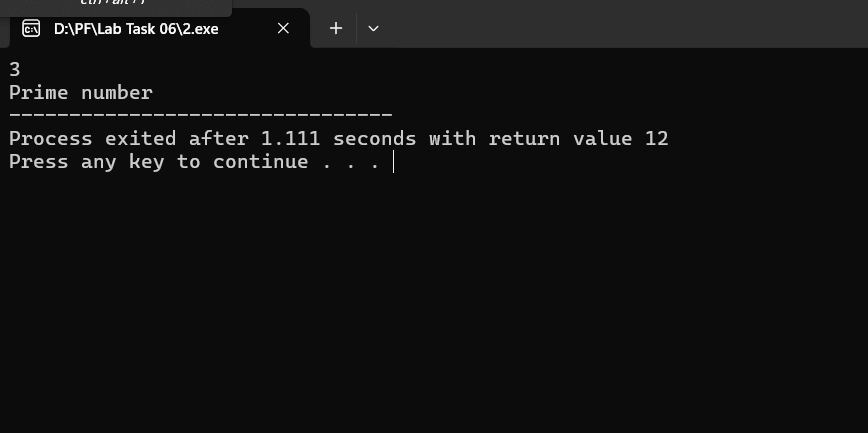 D:\PF\Lab Task 06\2.exe
3
Prime number
--------------------------------
Process exited after 1.111 seconds with return value 12
Press any key to continue . . .